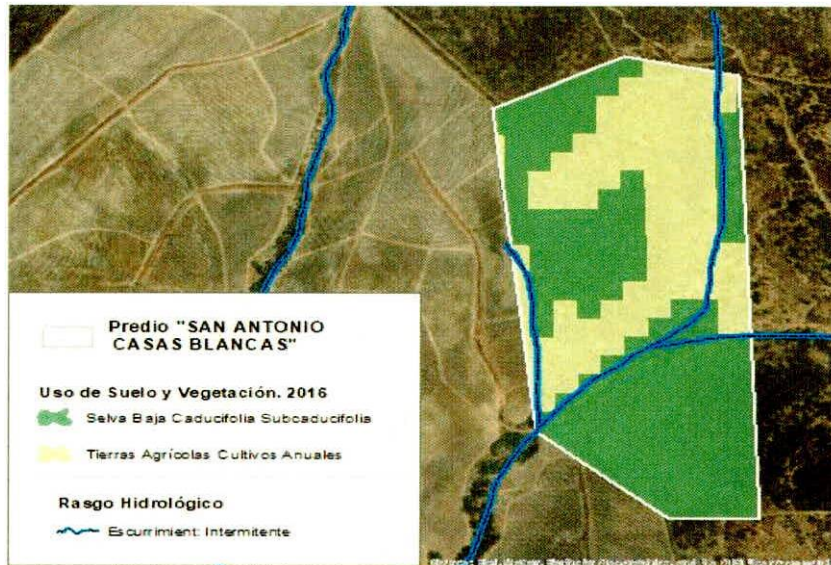 Predio "SAN ANTONIO
CASAS BLANCAS"
Uso de Suelo y Vegetación. 2016
Selva Baja Caducifolia Subcaducifolia
Tierras Agrícolas Cultivos Anuales
Rasgo Hidrológico
Escurrimient: Intermitente